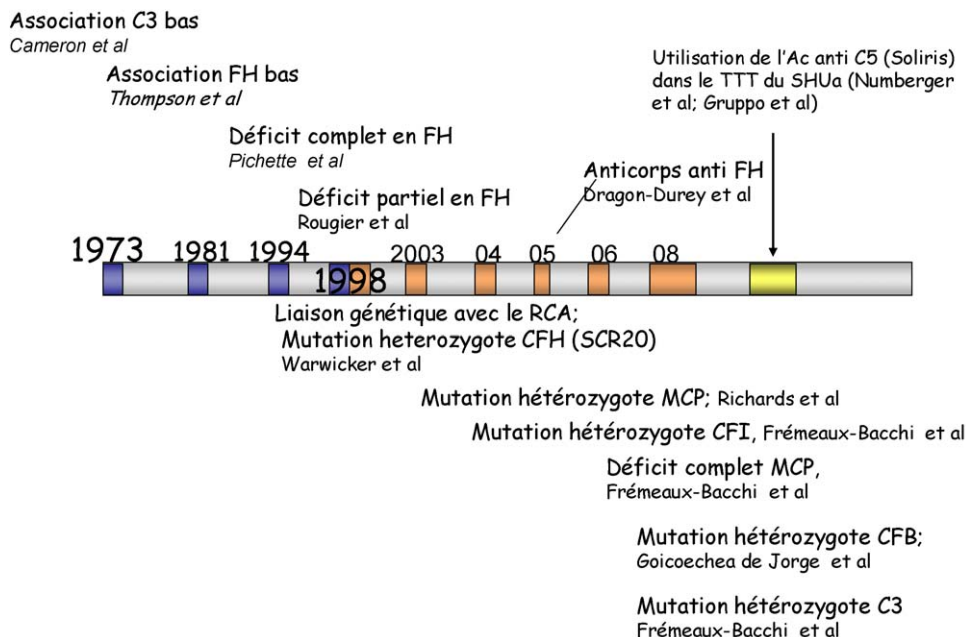 Association C3 bas
Cameron et al
Association FH bas
Thompson et al
Utilisation de l'Ac anti C5 (Soliris)
dans le TTT du SHUa (Numberger
et al; Gruppo et al)
Déficit complet en FH
Pichette et al
Anticorps anti FH
Dragon-Durey et al
Déficit partiel en FH
Rougier et al
1973 1981 1994 1998 2003 04 05 06 08
Liaison génétique avec le RCA;
Mutation heterozygote CFH (SCR20)
Warwicker et al
Mutation hétérozygote MCP; Richards et al
Mutation hétérozygote CFI, Frémeaux-Bacchi et al
Déficit complet MCP,
Frémeaux-Bacchi et al
Mutation hétérozygote CFB;
Goicoechea de Jorge et al
Mutation hétérozygote C3
Frémeaux-Bacchi et al